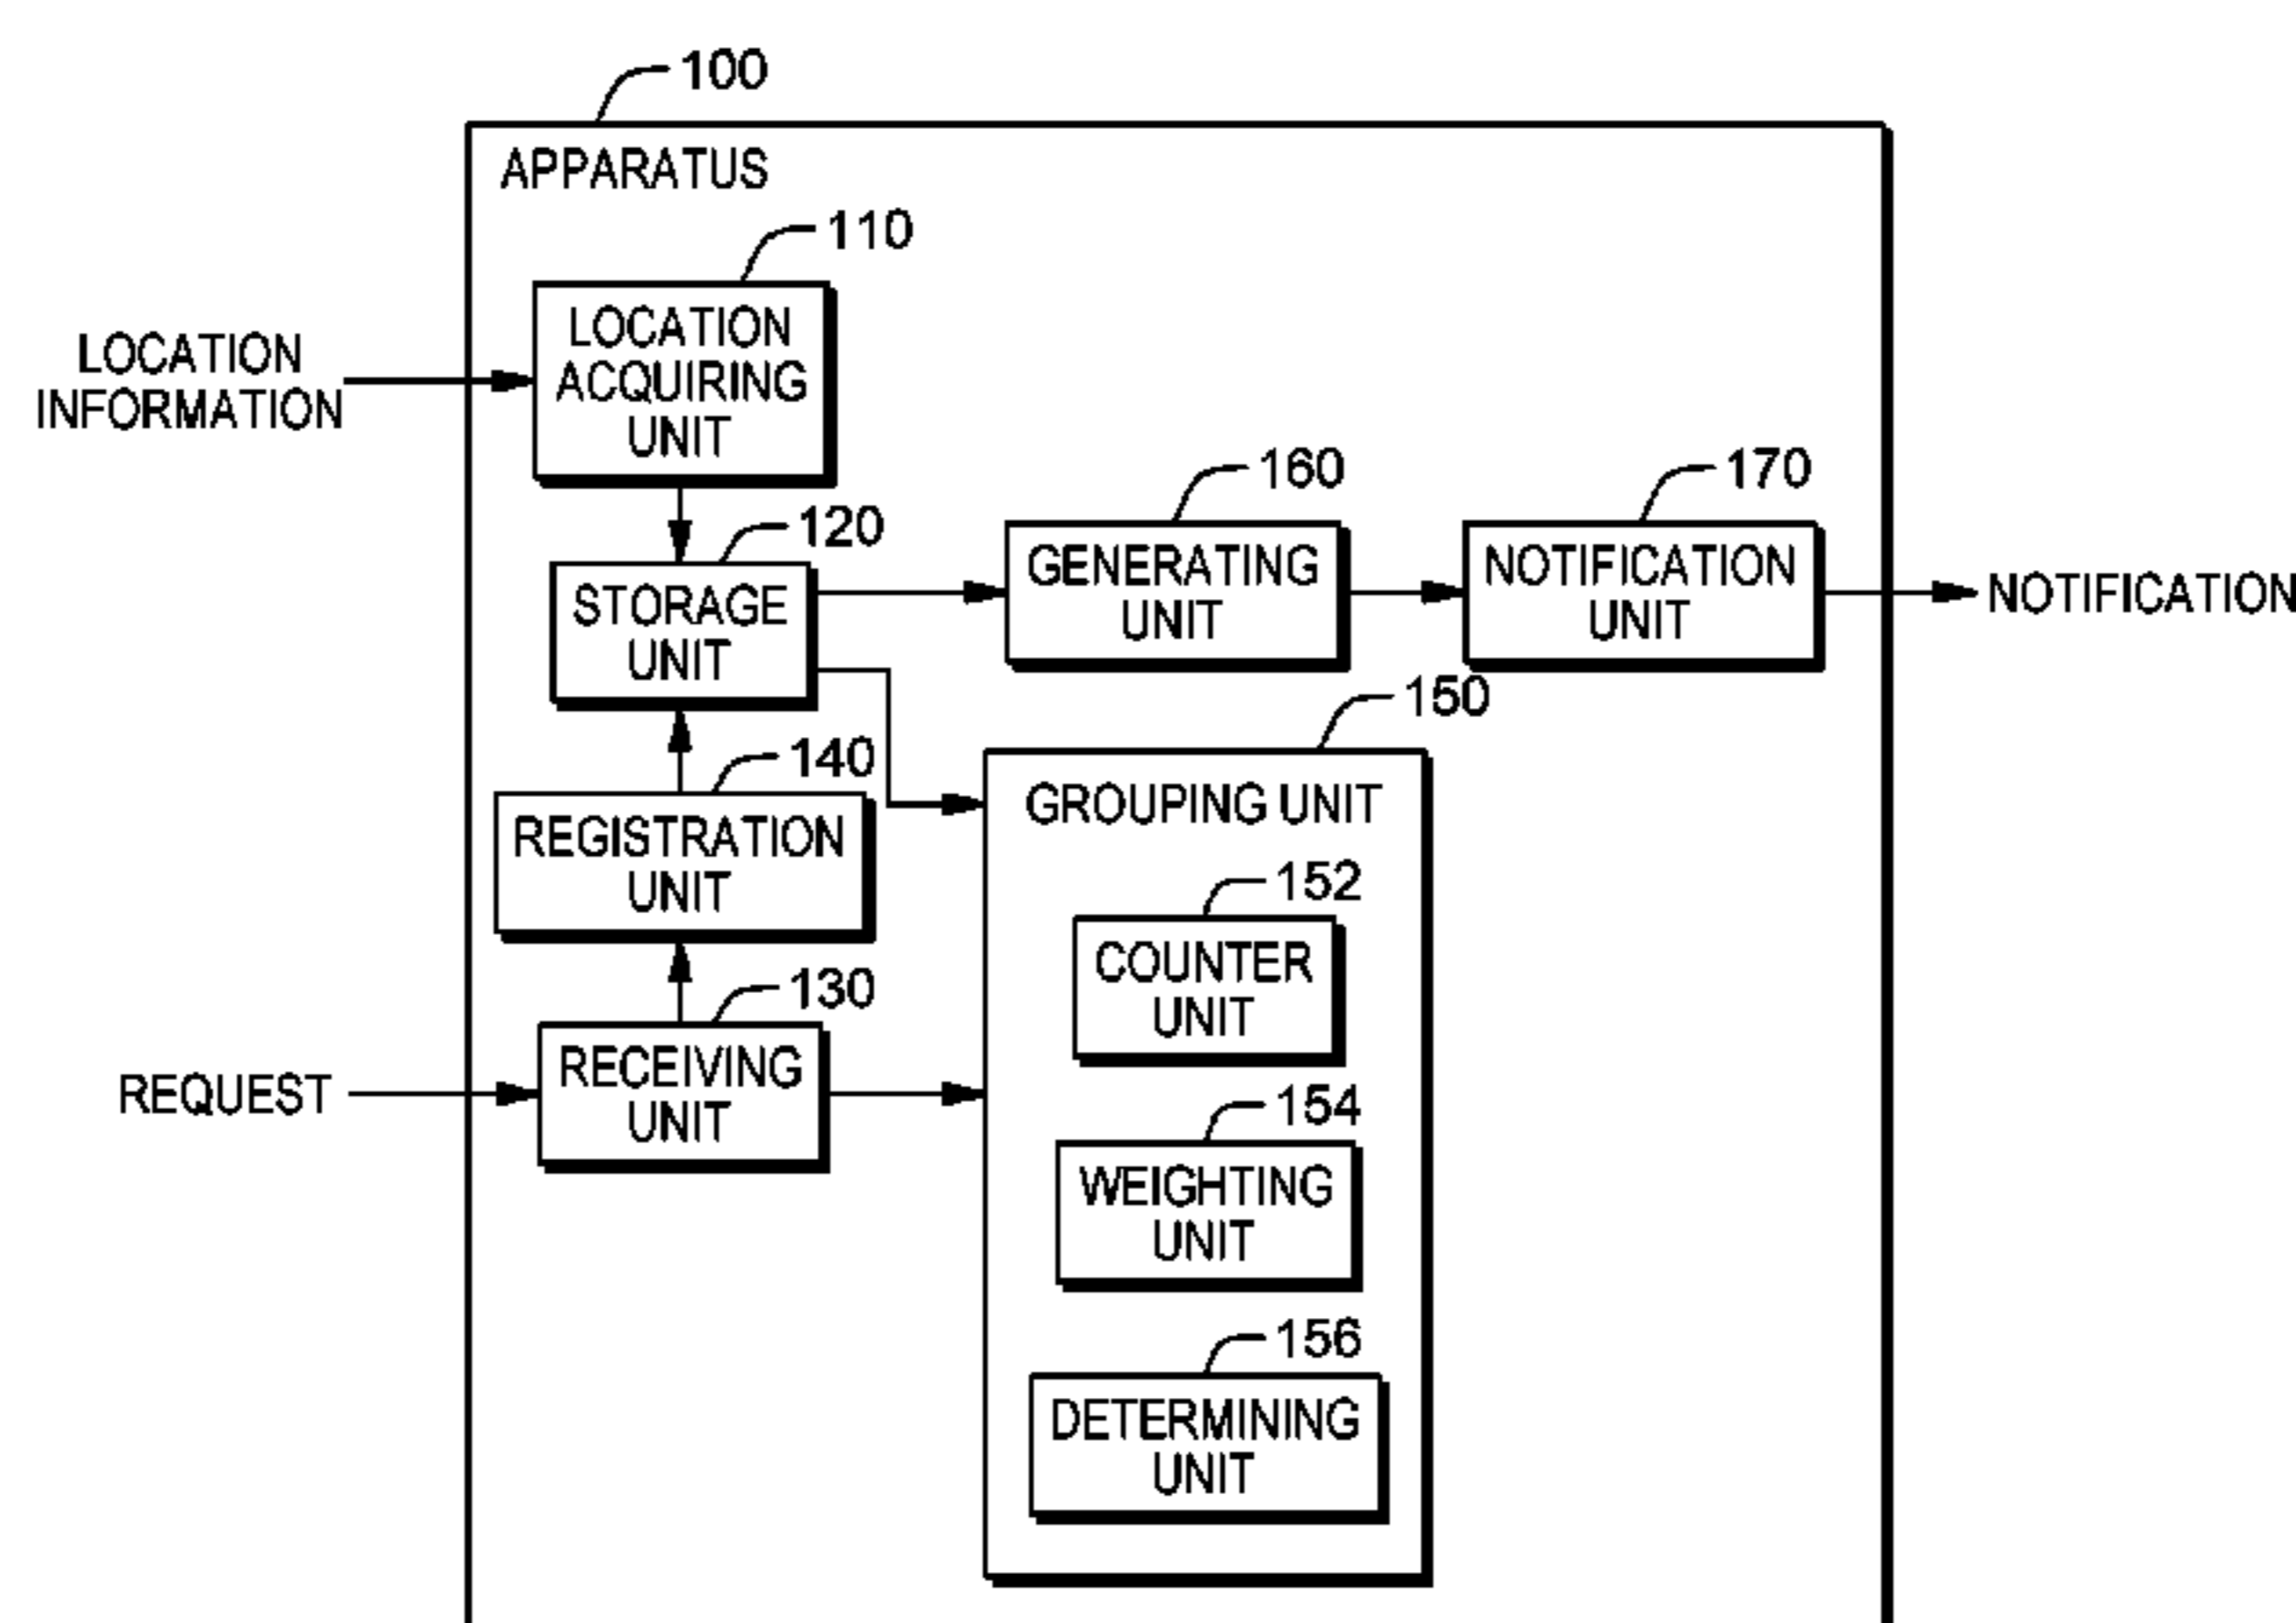 100
APPARATUS
110
LOCATION
ACQUIRING
UNIT
LOCATION
INFORMATION
120
STORAGE
UNIT
160
GENERATING
UNIT
170
NOTIFICATION
UNIT
NOTIFICATION
140
REGISTRATION
UNIT
150
GROUPING UNIT
152
COUNTER
UNIT
130
RECEIVING
UNIT
REQUEST
154
WEIGHTING
UNIT
156
DETERMINING
UNIT